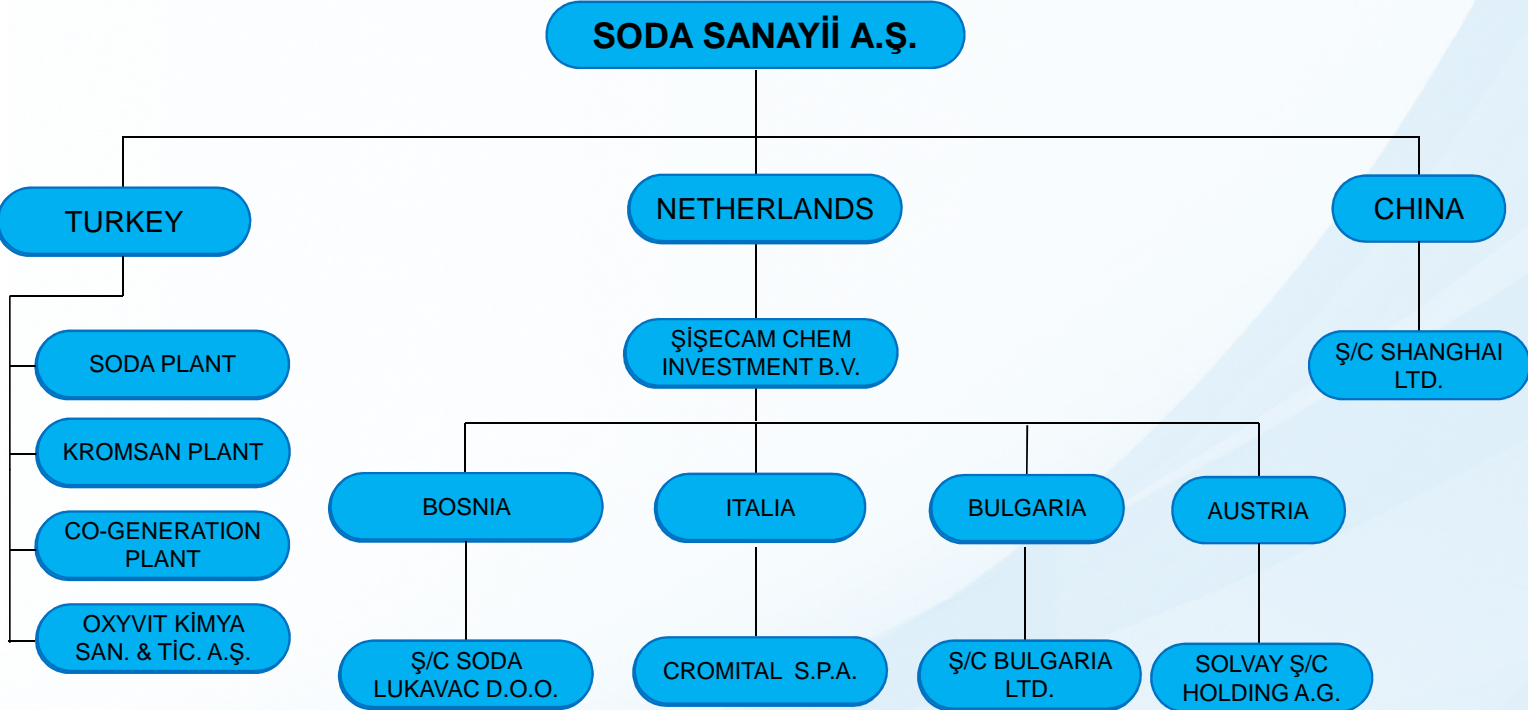 SODA SANAYİİ A.Ş.
TURKEY
NETHERLANDS
CHINA
ŞİŞECAM CHEM
INVESTMENT B.V.
Ş/C SHANGHAI
LTD.
SODA PLANT
KROMSAN PLANT
CO-GENERATION
PLANT
OXYVIT KİMYA
SAN. & TİC. A.Ş.
BOSNIA
ITALIA
BULGARIA
AUSTRIA
Ş/C SODA
LUKAVAC D.O.O.
CROMITAL S.P.A.
Ş/C BULGARIA
LTD.
SOLVAY Ş/C
HOLDING A.G.